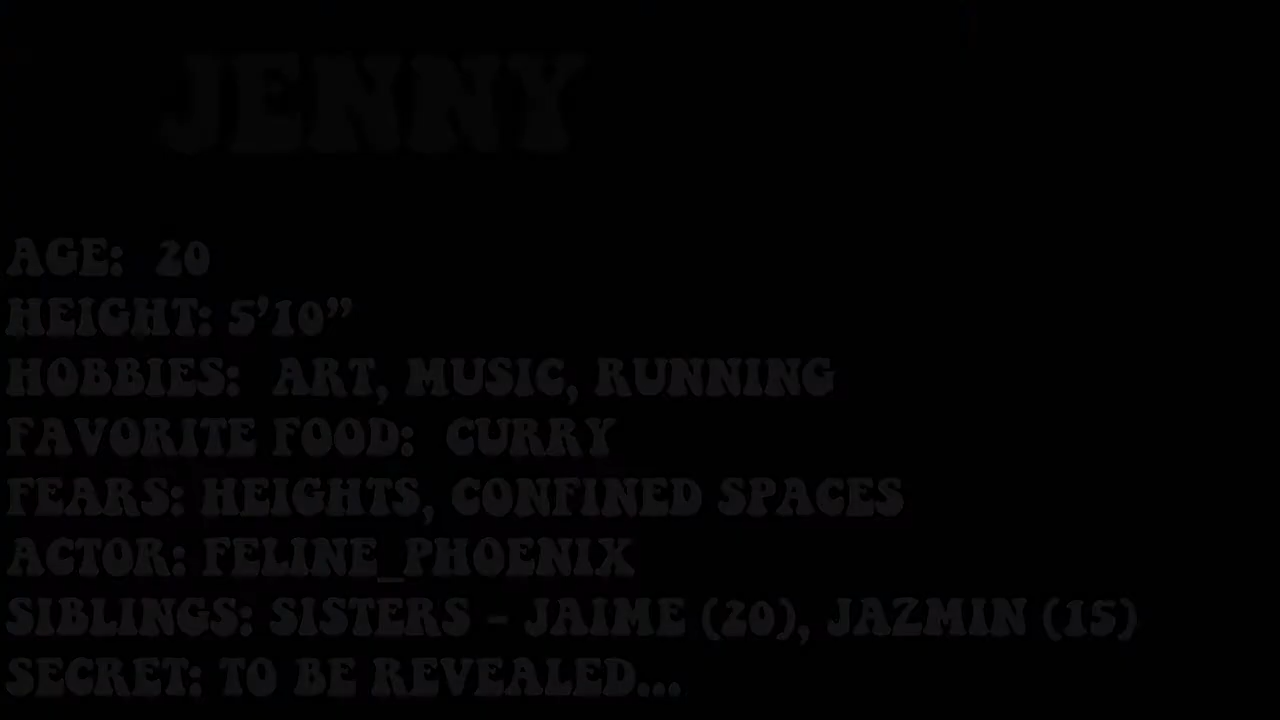 JENNY
AGE: 20
HEIGHT: 5’10”
HOBBIES: ART, MUSIC, RUNNING
FAVORITE FOOD: CURRY
FEARS: HEIGHTS, CONFINED SPACES
ACTOR: FELINE_PHOENIX
SIBLINGS: SISTERS - JAIME (20), JAZMIN (15)
SECRET: TO BE REVEALED...